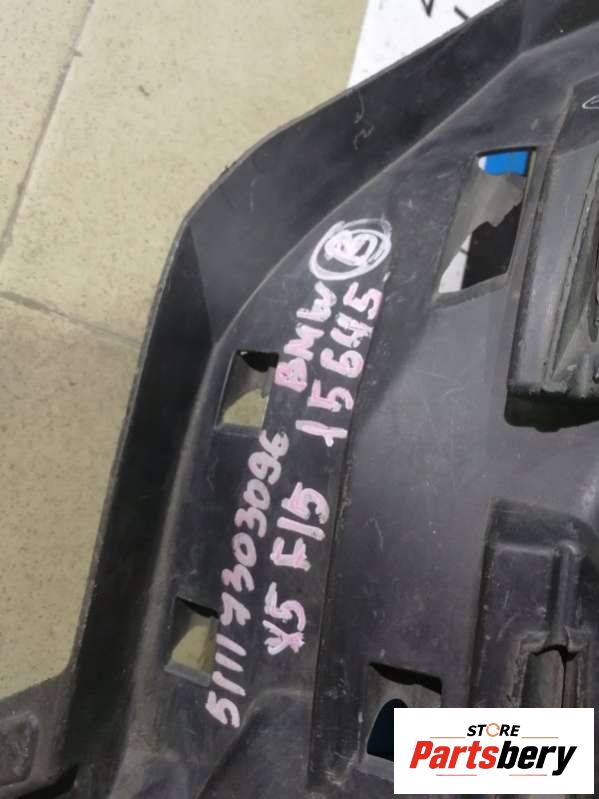 51117303096 BMW B
X5 F15 15645
STORE
Partsbery